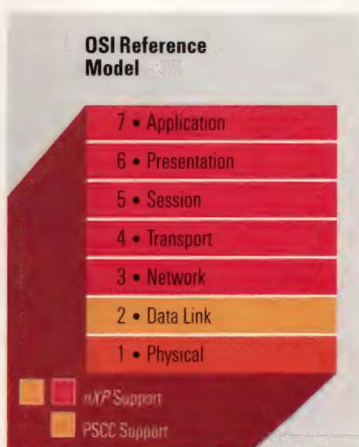 OSI Reference
Model
7 • Application
6 • Presentation
5 • Session
4 • Transport
3 • Network
2 • Data Link
1 • Physical
nXP Support
PSCC Support